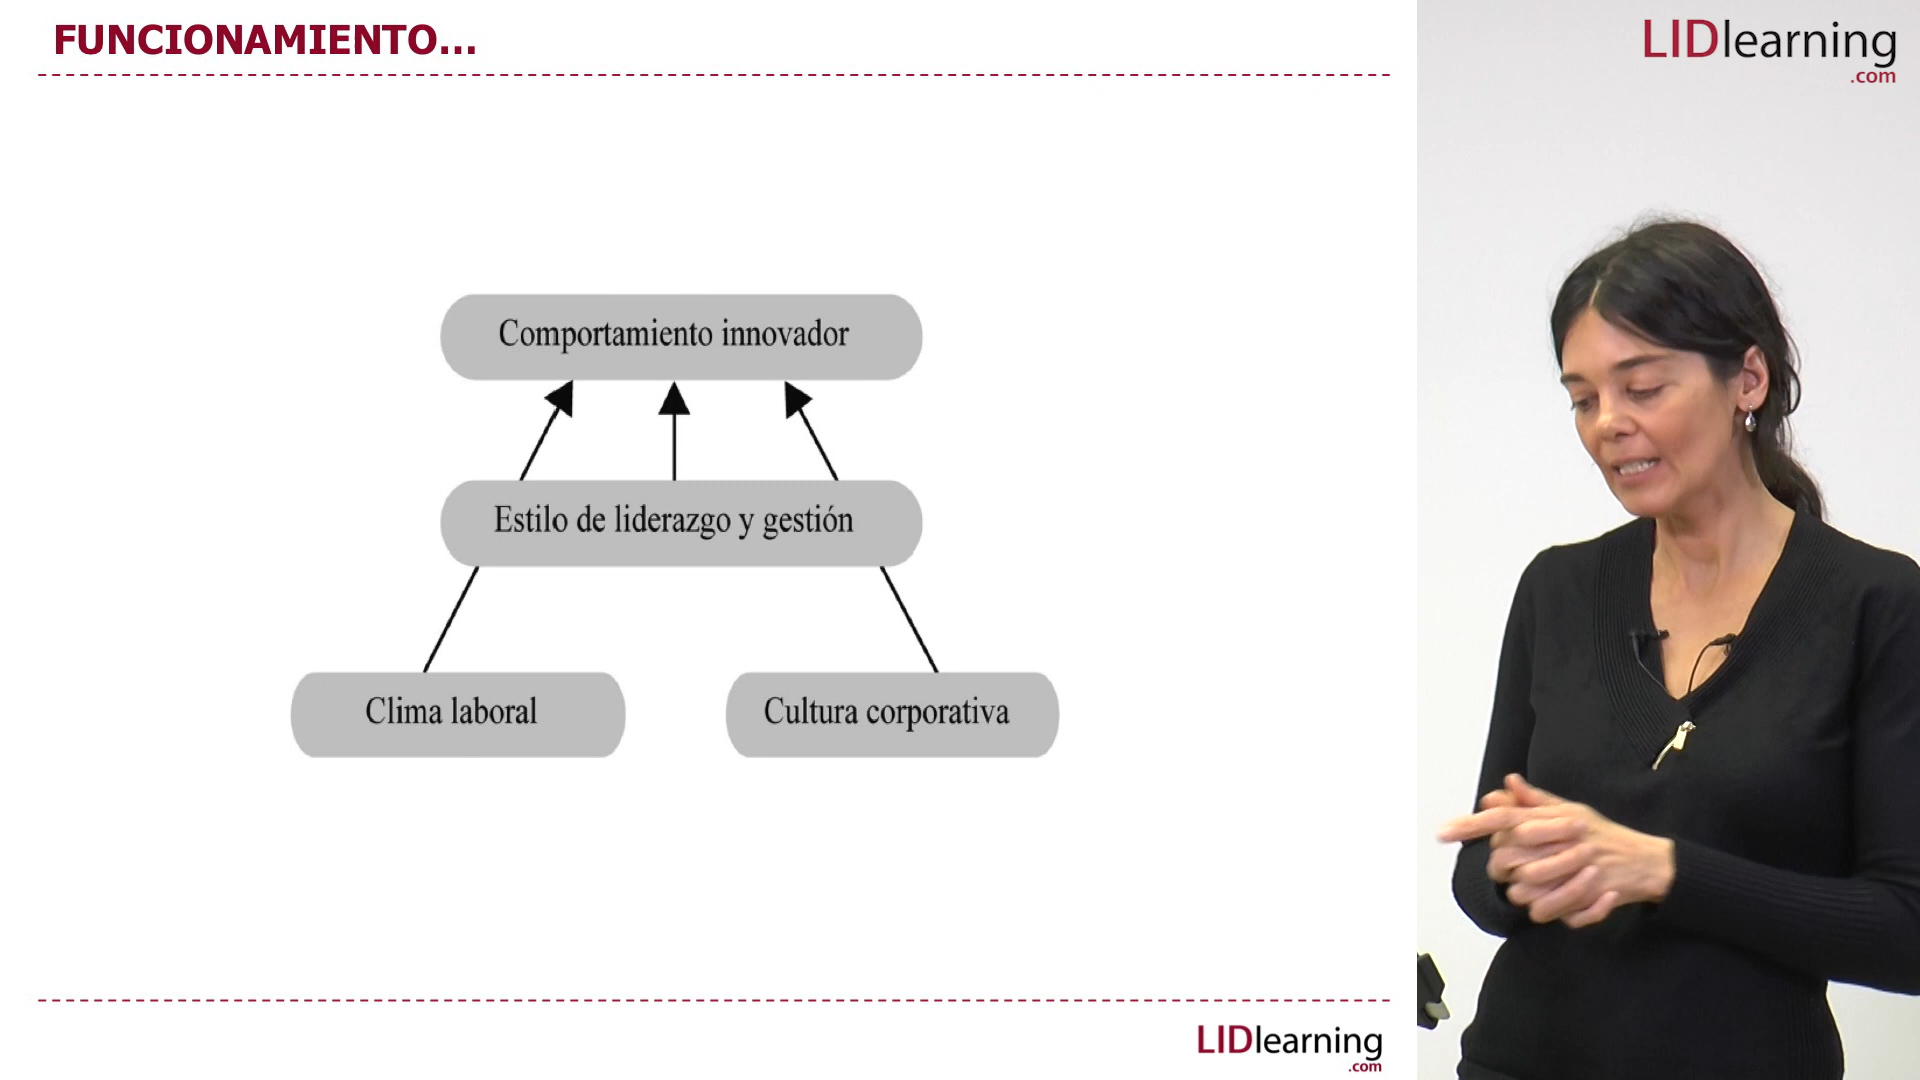 FUNCIONAMIENTO...
LIDlearning
.com
Comportamiento innovador
Estilo de liderazgo y gestión
Clima laboral
Cultura corporativa
LIDlearning
.com